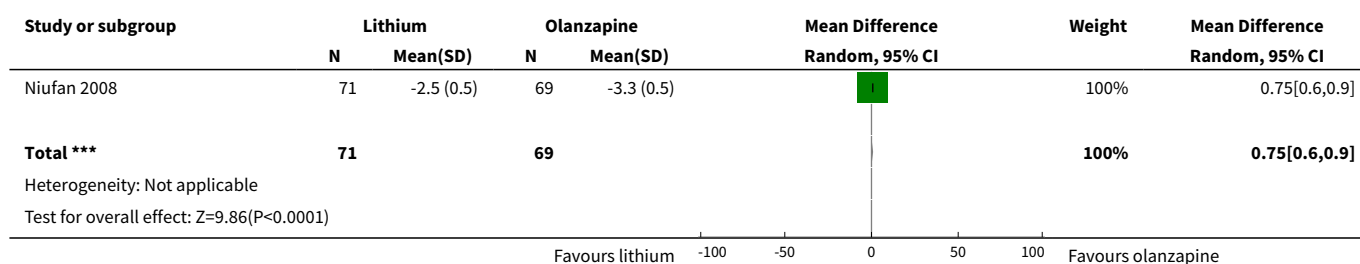 Study or subgroup Lithium Olanzapine Mean Difference Weight Mean Difference
N Mean(SD) N Mean(SD) Random, 95% CI Random, 95% CI
Niufan 2008 71 -2.5 (0.5) 69 -3.3 (0.5) 100% 0.75[0.6,0.9]
Total *** 71 69 100% 0.75[0.6,0.9]
Heterogeneity: Not applicable
Test for overall effect: Z=9.86(P<0.0001)
Favours lithium -100 -50 0 50 100 Favours olanzapine